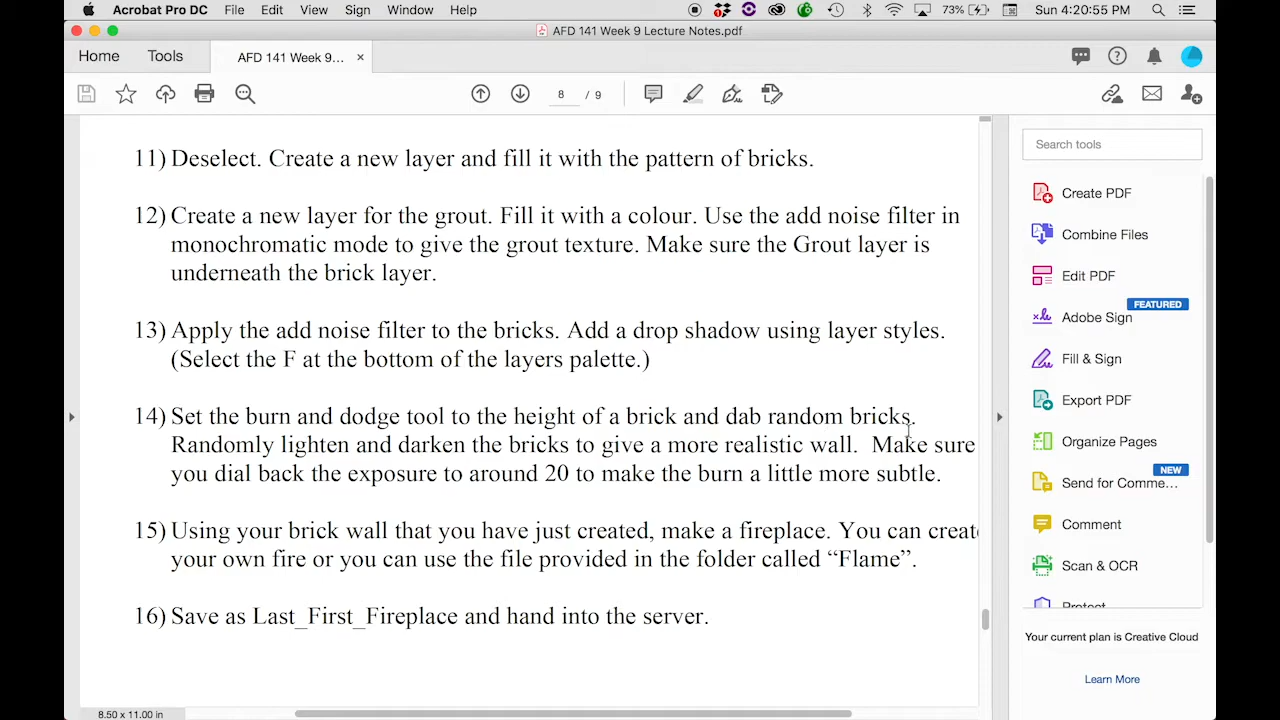 Acrobat Pro DC File Edit View Sign Window Help 73% Sun 4:20:55 PM
AFD 141 Week 9 Lecture Notes.pdf
Home Tools AFD 141 Week 9... ×
8 / 9
Search tools
11) Deselect. Create a new layer and fill it with the pattern of bricks.
12) Create a new layer for the grout. Fill it with a colour. Use the add noise filter in
monochromatic mode to give the grout texture. Make sure the Grout layer is
underneath the brick layer.
13) Apply the add noise filter to the bricks. Add a drop shadow using layer styles.
(Select the F at the bottom of the layers palette.)
14) Set the burn and dodge tool to the height of a brick and dab random bricks.
Randomly lighten and darken the bricks to give a more realistic wall. Make sure
you dial back the exposure to around 20 to make the burn a little more subtle.
15) Using your brick wall that you have just created, make a fireplace. You can creat
your own fire or you can use the file provided in the folder called “Flame”.
16) Save as Last_First_Fireplace and hand into the server.
8.50 x 11.00 in
Create PDF
Combine Files
Edit PDF
FEATURED
Adobe Sign
Fill & Sign
Export PDF
Organize Pages
NEW
Send for Comme...
Comment
Scan & OCR
Protect
Your current plan is Creative Cloud
Learn More